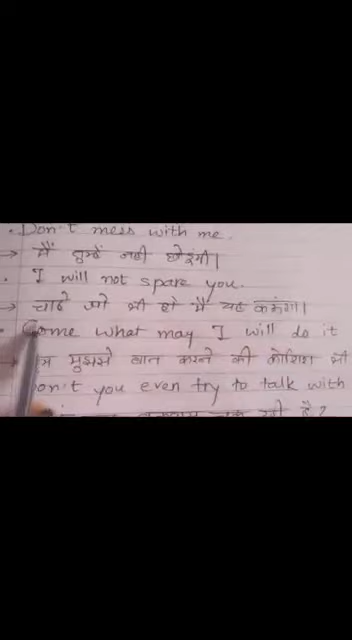 • Don't mess with me.
→ मैं तुम्हें नहीं छोडूंगी।
• I will not spare you.
→ चाहे जो भी हो मैं यह करूंगा।
• Come what may I will do it
मुझसे बात करने की कोशिश भी
Don't you even try to talk with